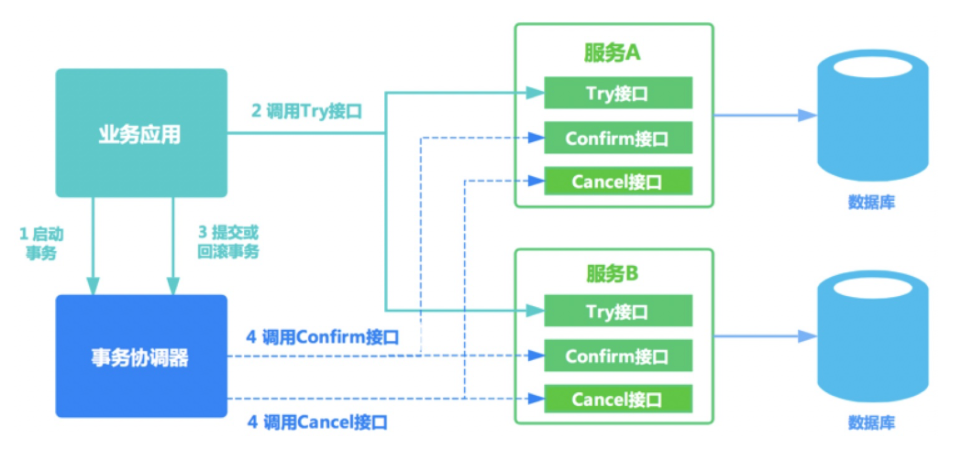 业务应用
1 启动
事务
3 提交或
回滚事务
事务协调器
2 调用Try接口
4 调用Confirm接口
4 调用Cancel接口
服务A
Try接口
Confirm接口
Cancel接口
数据库
服务B
Try接口
Confirm接口
Cancel接口
数据库